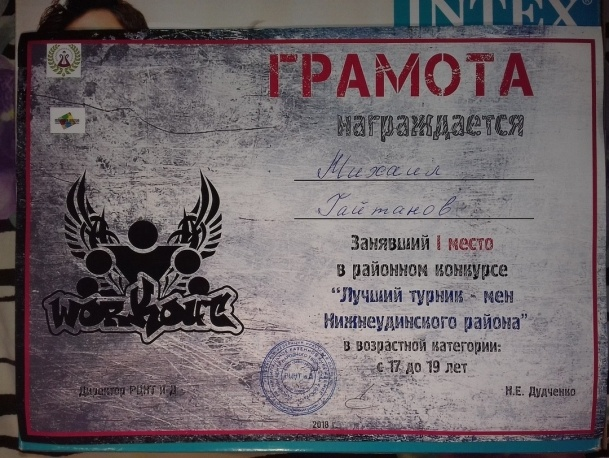 INTEX
ГРАМОТА
награждается
Михаил
Гайтанов
Занявший I место
в районном конкурсе
"Лучший турник - мен
Нижнеудинского района"
в возрастной категории:
с 17 до 19 лет
WORKOUT
Директор РЦНТ и Д
РЦНТ и Д
Н.Е. Дудченко
2018 г